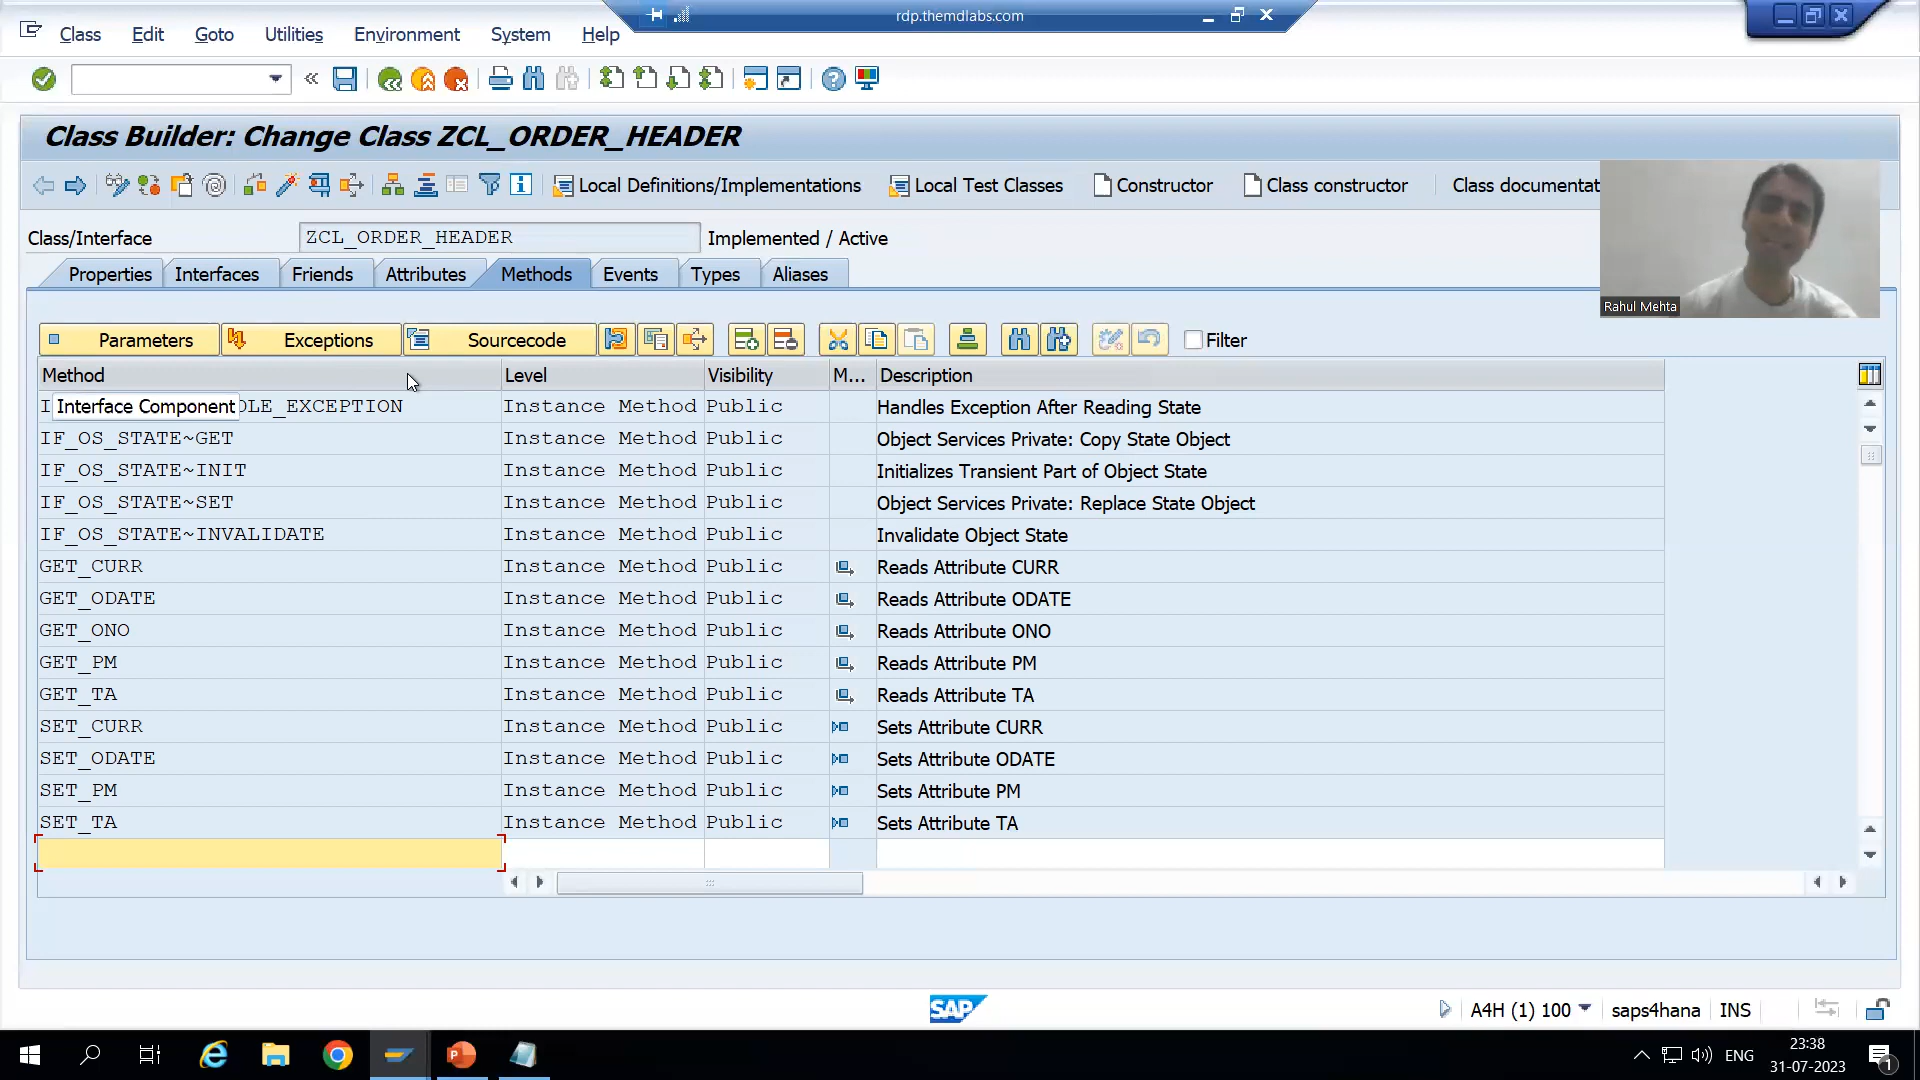 rdp.themdlabs.com
Class Edit Goto Utilities Environment System Help
Class Builder: Change Class ZCL_ORDER_HEADER
Local Definitions/Implementations Local Test Classes Constructor Class constructor Class documentat
Class/Interface ZCL_ORDER_HEADER Implemented / Active
Properties Interfaces Friends Attributes Methods Events Types Aliases
Rahul Mehta
Parameters Exceptions Sourcecode Filter
Method Level Visibility M... Description
I Interface Component DLE_EXCEPTION Instance Method Public Handles Exception After Reading State
IF_OS_STATE~GET Instance Method Public Object Services Private: Copy State Object
IF_OS_STATE~INIT Instance Method Public Initializes Transient Part of Object State
IF_OS_STATE~SET Instance Method Public Object Services Private: Replace State Object
IF_OS_STATE~INVALIDATE Instance Method Public Invalidate Object State
GET_CURR Instance Method Public Reads Attribute CURR
GET_ODATE Instance Method Public Reads Attribute ODATE
GET_ONO Instance Method Public Reads Attribute ONO
GET_PM Instance Method Public Reads Attribute PM
GET_TA Instance Method Public Reads Attribute TA
SET_CURR Instance Method Public Sets Attribute CURR
SET_ODATE Instance Method Public Sets Attribute ODATE
SET_PM Instance Method Public Sets Attribute PM
SET_TA Instance Method Public Sets Attribute TA
SAP A4H (1) 100 saps4hana INS
ENG 23:38
31-07-2023 1